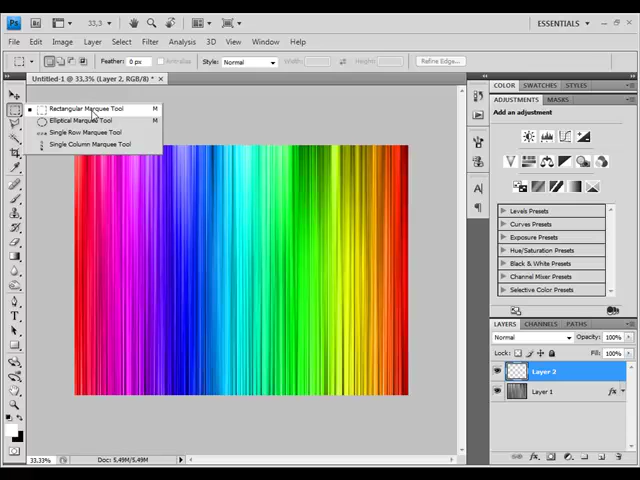 Ps Br 33,3 ESSENTIALS
File Edit Image Layer Select Filter Analysis 3D View Window Help
Feather: 0 px Anti-alias Style: Normal Refine Edge...
Untitled-1 @ 33.3% (Layer 2, RGB/8) *
COLOR SWATCHES STYLES
ADJUSTMENTS MASKS
Add an adjustment
Rectangular Marquee Tool M
Elliptical Marquee Tool M
Single Row Marquee Tool
Single Column Marquee Tool
Levels Presets
Curves Presets
Exposure Presets
Hue/Saturation Presets
Black & White Presets
Channel Mixer Presets
Selective Color Presets
LAYERS CHANNELS PATHS
Normal Opacity: 100%
Lock: Fill: 100%
Layer 2
Layer 1 fx
33.33% Doc: 5.49M/5.49M